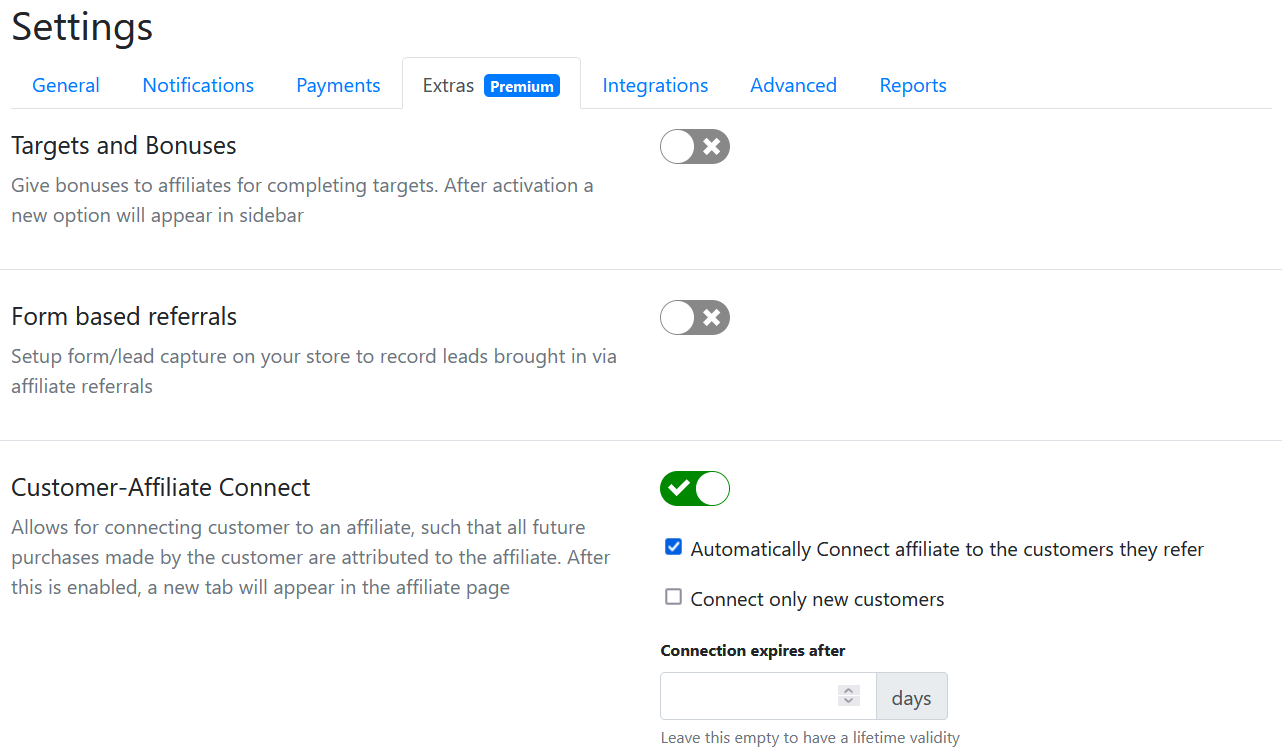 Settings
General Notifications Payments Extras Premium Integrations Advanced Reports
Targets and Bonuses
Give bonuses to affiliates for completing targets. After activation a
new option will appear in sidebar
Form based referrals
Setup form/lead capture on your store to record leads brought in via
affiliate referrals
Customer-Affiliate Connect
Allows for connecting customer to an affiliate, such that all future
purchases made by the customer are attributed to the affiliate. After
this is enabled, a new tab will appear in the affiliate page
Automatically Connect affiliate to the customers they refer
Connect only new customers
Connection expires after
days
Leave this empty to have a lifetime validity